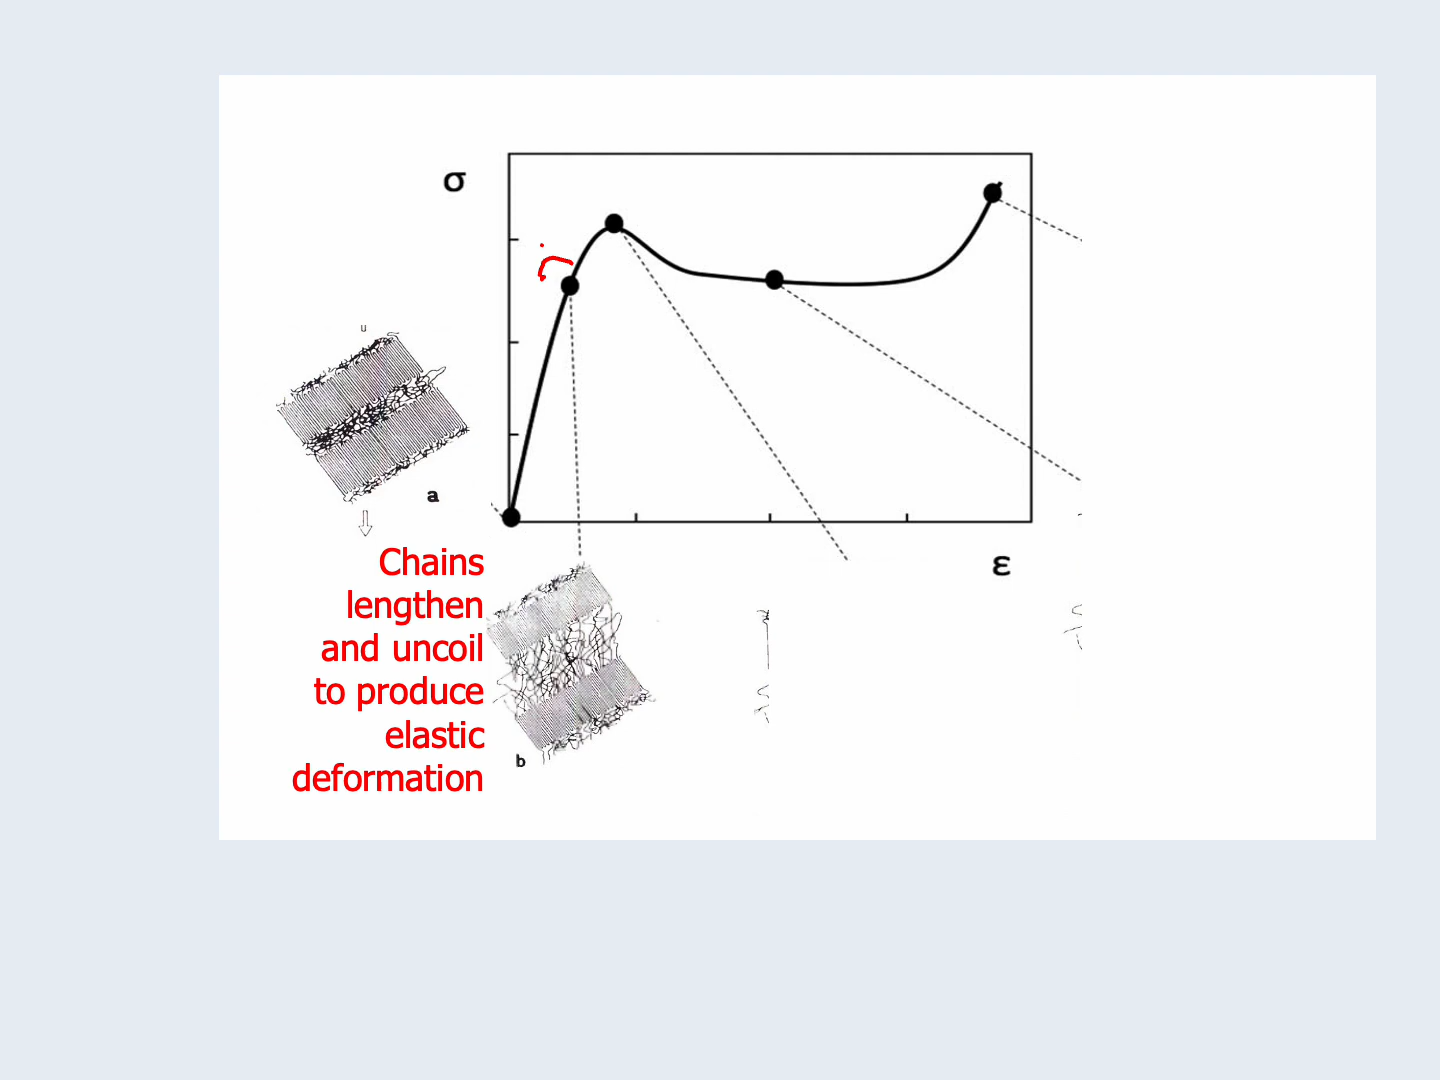 σ
u
a
Chains
lengthen
and uncoil
to produce
elastic
deformation
b
ε